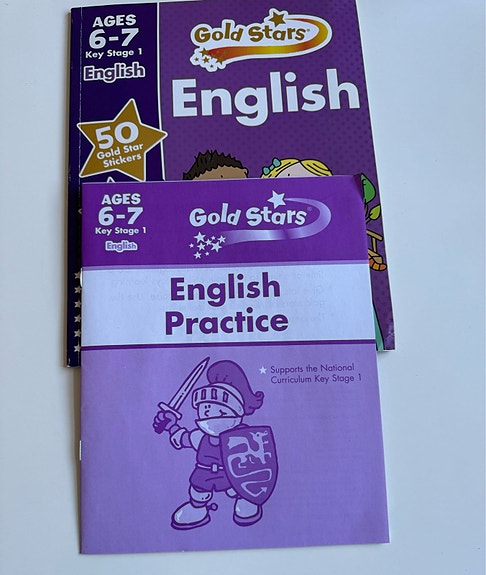 AGES
6-7
Key Stage 1
English
50
Gold Star
Stickers
Gold Stars®
English
AGES
6-7
Key Stage 1
English
Gold Stars®
English
Practice
Supports the National
Curriculum Key Stage 1